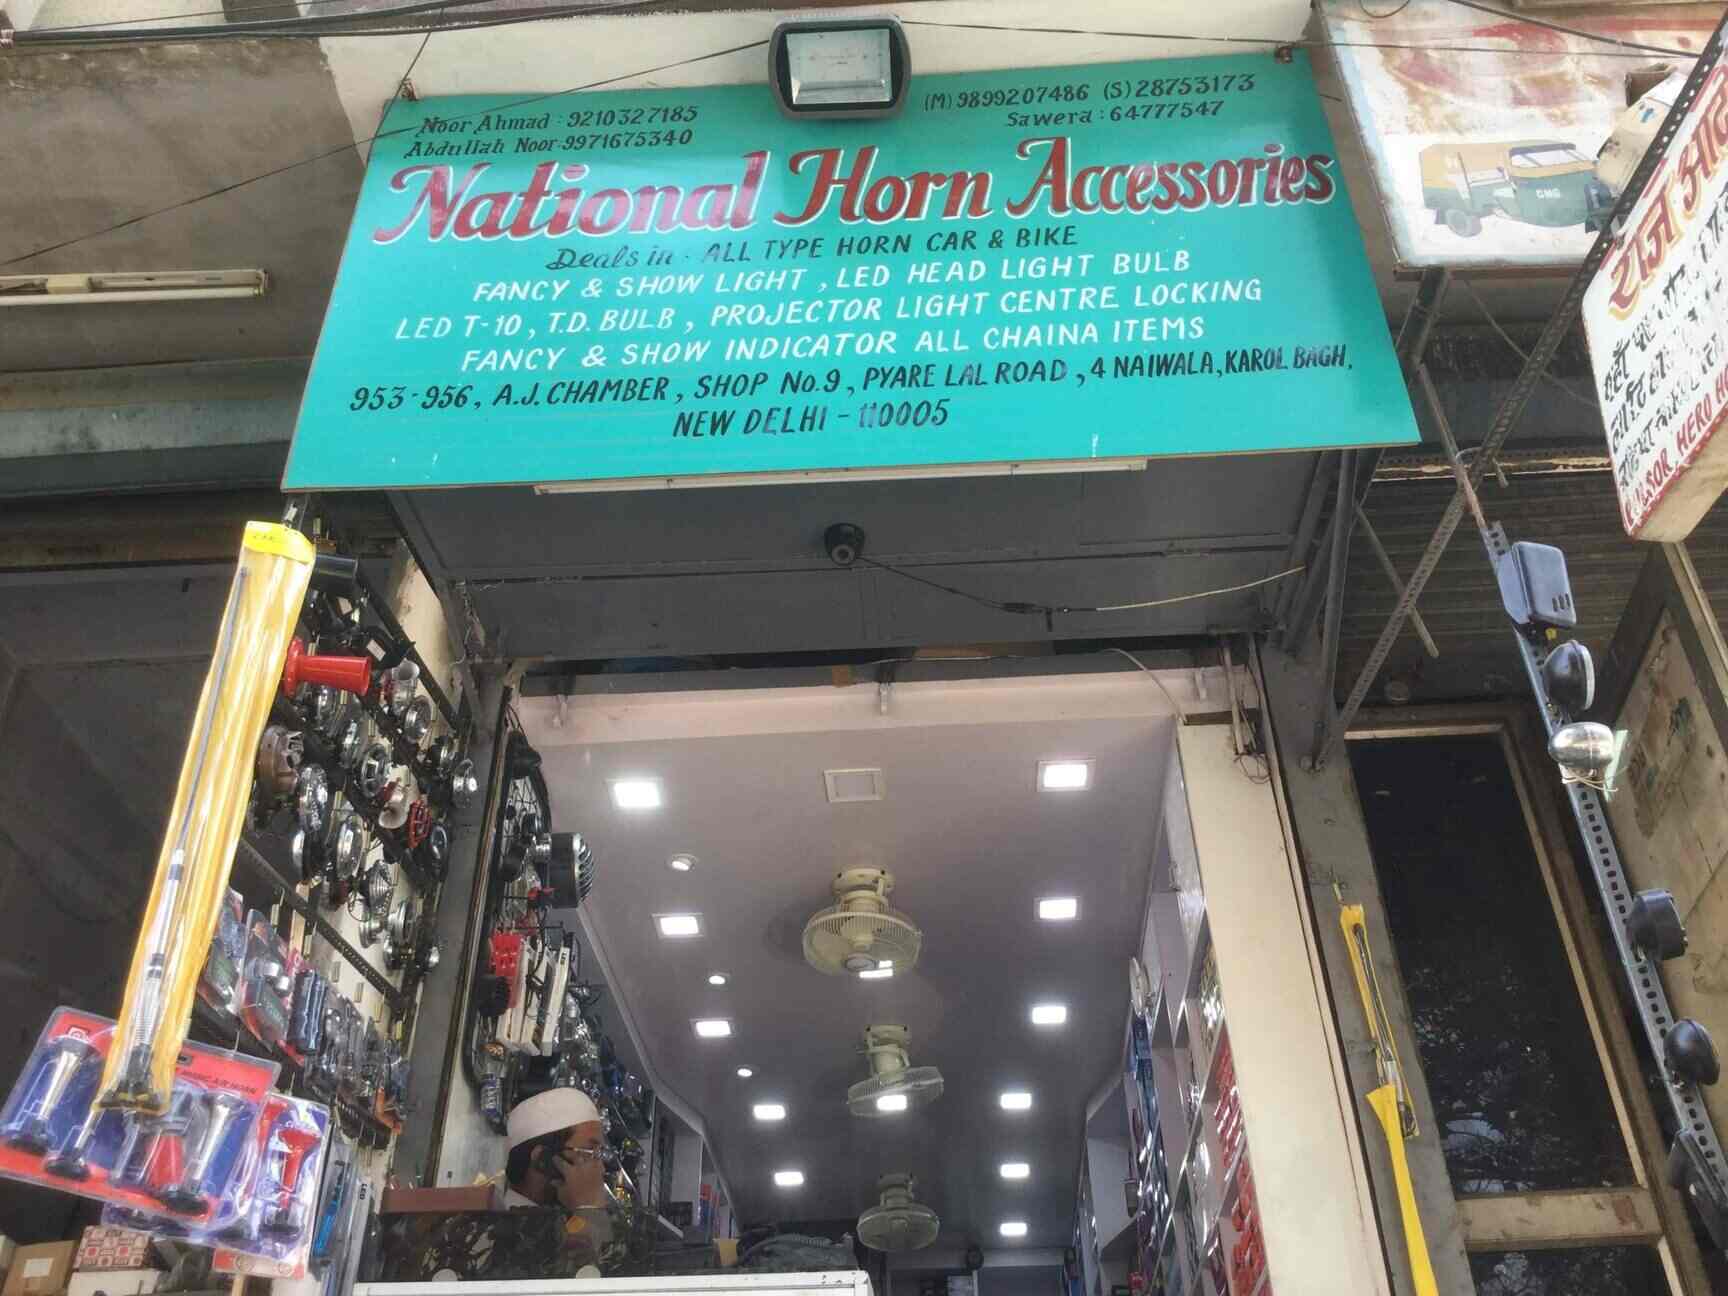 Noor Ahmad : 9210327185
Abdullah Noor-9971675340
(M) 9899207486 (S) 28753173
Sawera : 64777547
National Horn Accessories
Deals in - ALL TYPE HORN CAR & BIKE
FANCY & SHOW LIGHT , LED HEAD LIGHT BULB
LED T-10 , T.D. BULB , PROJECTOR LIGHT CENTRE LOCKING
FANCY & SHOW INDICATOR ALL CHAINA ITEMS
953-956, A.J. CHAMBER , SHOP No.9 , PYARE LAL ROAD , 4 NAIWALA, KAROL BAGH,
NEW DELHI - 110005
CNG
राज
HERO
AIR HORN